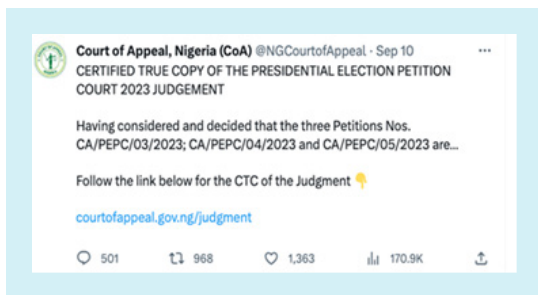 Court of Appeal, Nigeria (CoA) @NGCourtofAppeal · Sep 10
CERTIFIED TRUE COPY OF THE PRESIDENTIAL ELECTION PETITION
COURT 2023 JUDGEMENT
Having considered and decided that the three Petitions Nos.
CA/PEPC/03/2023; CA/PEPC/04/2023 and CA/PEPC/05/2023 are...
Follow the link below for the CTC of the Judgment 👇
courtofappeal.gov.ng/judgment
501 968 1,363 170.9K